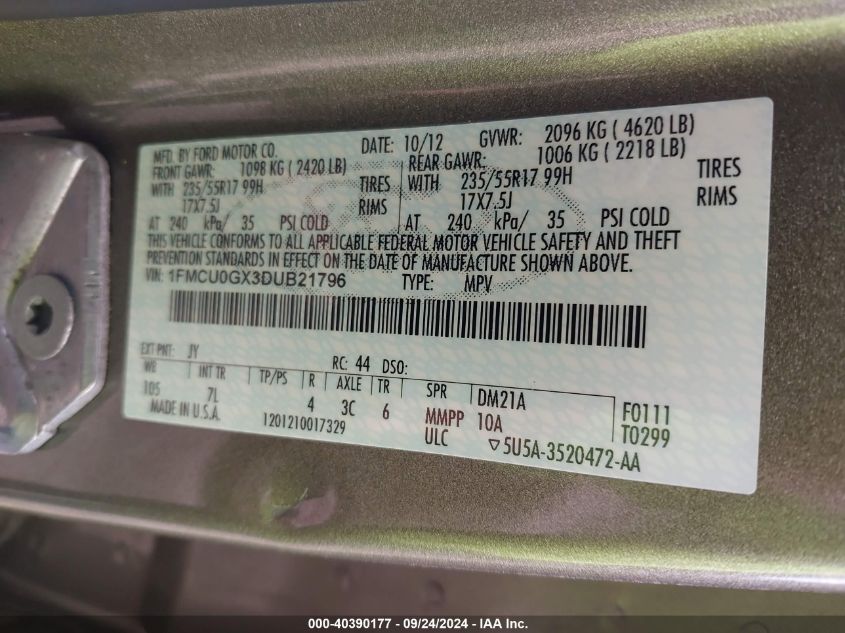 MFD. BY FORD MOTOR CO. DATE: 10/12 GVWR: 2096 KG ( 4620 LB)
FRONT GAWR: 1098 KG ( 2420 LB) REAR GAWR: 1006 KG ( 2218 LB)
WITH 235/55R17 99H TIRES WITH 235/55R17 99H TIRES
17X7.5J RIMS 17X7.5J RIMS
AT 240 kPa/ 35 PSI COLD AT 240 kPa/ 35 PSI COLD
THIS VEHICLE CONFORMS TO ALL APPLICABLE FEDERAL MOTOR VEHICLE SAFETY AND THEFT
PREVENTION STANDARDS IN EFFECT ON THE DATE OF MANUFACTURE SHOWN ABOVE.
VIN: 1FMCU0GX3DUB21796 TYPE: MPV
EXT PNT: JY RC: 44 DSO:
WB INT TR TP/PS R AXLE TR SPR DM21A F0111
105 7L 4 3C 6 MMPP 10A T0299
MADE IN U.S.A. 1201210017329 ULC ▽5U5A-3520472-AA
000-40390177 - 09/24/2024 - IAA Inc.